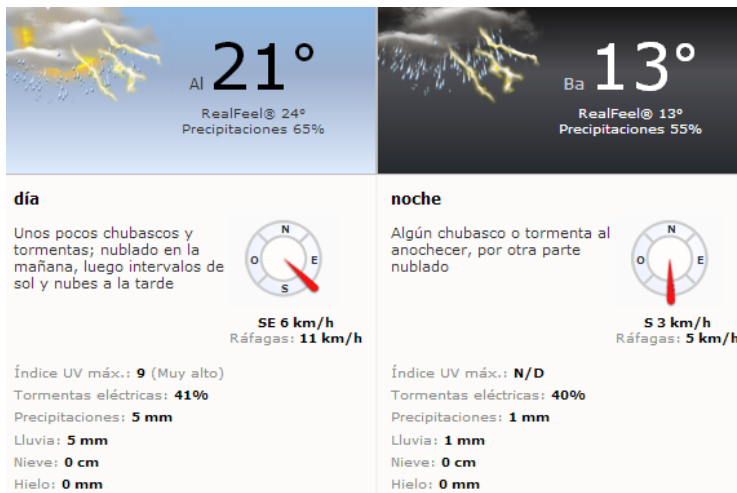 Al 21°
RealFeel® 24°
Precipitaciones 65%
día
Unos pocos chubascos y
tormentas; nublado en la
mañana, luego intervalos de
sol y nubes a la tarde
N
O
E
S
SE 6 km/h
Ráfagas: 11 km/h
Índice UV máx.: 9 (Muy alto)
Tormentas eléctricas: 41%
Precipitaciones: 5 mm
Lluvia: 5 mm
Nieve: 0 cm
Hielo: 0 mm
Ba 13°
RealFeel® 13°
Precipitaciones 55%
noche
Algún chubasco o tormenta al
anochecer, por otra parte
nublado
N
O
E
S 3 km/h
Ráfagas: 5 km/h
Índice UV máx.: N/D
Tormentas eléctricas: 40%
Precipitaciones: 1 mm
Lluvia: 1 mm
Nieve: 0 cm
Hielo: 0 mm